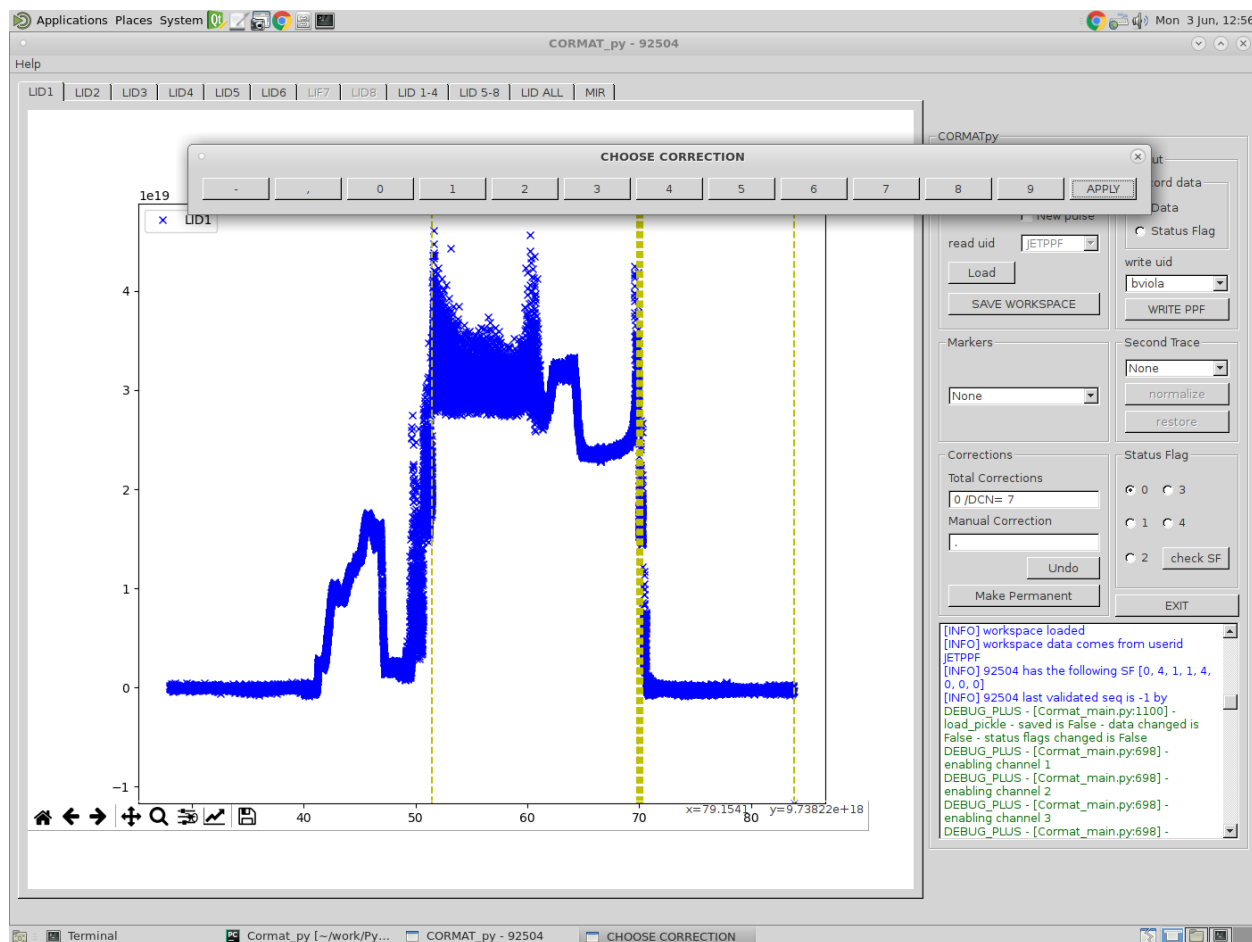 Applications Places System Mon 3 Jun, 12:56
CORMAT_py - 92504
Help
LID1 LID2 LID3 LID4 LID5 LID6 LIF7 LID8 LID 1-4 LID 5-8 LID ALL MIR
CORMATpy
CHOOSE CORRECTION
- , 0 1 2 3 4 5 6 7 8 9 APPLY
ut
ord data
Data
New pulse
Status Flag
read uid JETPPF
write uid
Load
bviola
SAVE WORKSPACE
WRITE PPF
Markers
Second Trace
None
None
normalize
restore
Corrections
Status Flag
Total Corrections
0 /DCN= 7
0 3
Manual Correction
1 4
.
2 check SF
Undo
Make Permanent
EXIT
[INFO] workspace loaded
[INFO] workspace data comes from userid
JETPPF
[INFO] 92504 has the following SF [0, 4, 1, 1, 4,
0, 0, 0]
[INFO] 92504 last validated seq is -1 by
DEBUG_PLUS - [Cormat_main.py:1100] -
load_pickle - saved is False - data changed is
False - status flags changed is False
DEBUG_PLUS - [Cormat_main.py:698] -
enabling channel 1
DEBUG_PLUS - [Cormat_main.py:698] -
enabling channel 2
DEBUG_PLUS - [Cormat_main.py:698] -
enabling channel 3
DEBUG_PLUS - [Cormat_main.py:698] -
1e19
LID1
4
3
2
1
0
−1
40 50 60 70 80
x=79.1541 y=9.73822e+18
Terminal Cormat_py [~/work/Py... CORMAT_py - 92504 CHOOSE CORRECTION